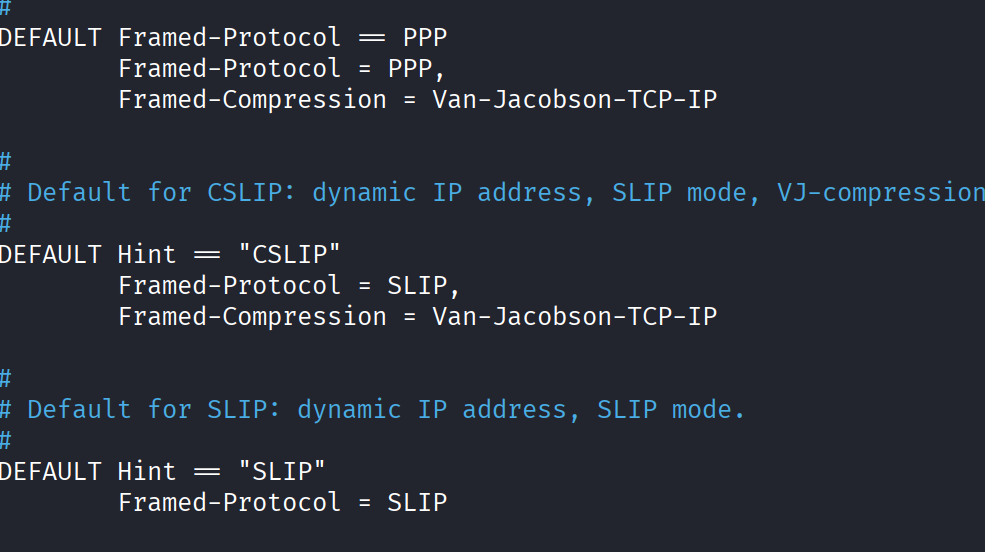 #
DEFAULT Framed-Protocol == PPP
        Framed-Protocol = PPP,
        Framed-Compression = Van-Jacobson-TCP-IP

#
# Default for CSLIP: dynamic IP address, SLIP mode, VJ-compression
#
DEFAULT Hint == "CSLIP"
        Framed-Protocol = SLIP,
        Framed-Compression = Van-Jacobson-TCP-IP

#
# Default for SLIP: dynamic IP address, SLIP mode.
#
DEFAULT Hint == "SLIP"
        Framed-Protocol = SLIP